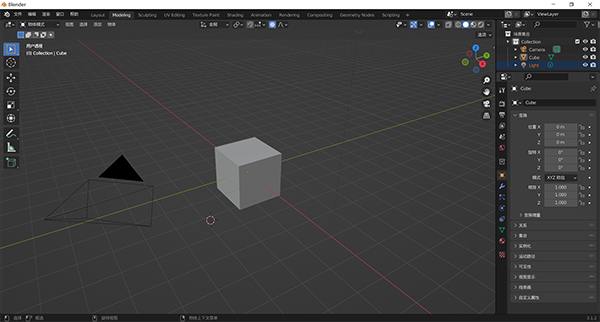 Blender
文件 编辑 渲染 窗口 帮助 Layout Modeling Sculpting UV Editing Texture Paint Shading Animation Rendering Compositing Geometry Nodes Scripting Scene ViewLayer
物体模式 视图 选择 添加 物体 全局
选项
用户透视
(1) Collection | Cube
场景集合
Collection
Camera
Cube
Light
Cube
Cube
变换
位置 X 0 m
Y 0 m
Z 0 m
旋转 X 0°
Y 0°
Z 0°
模式 XYZ 欧拉
缩放 X 1.000
Y 1.000
Z 1.000
变换增量
关系
集合
实例化
运动路径
可见性
视图显示
线条画
自定义属性
选择 框选 旋转视图 物体上下文菜单 3.1.2